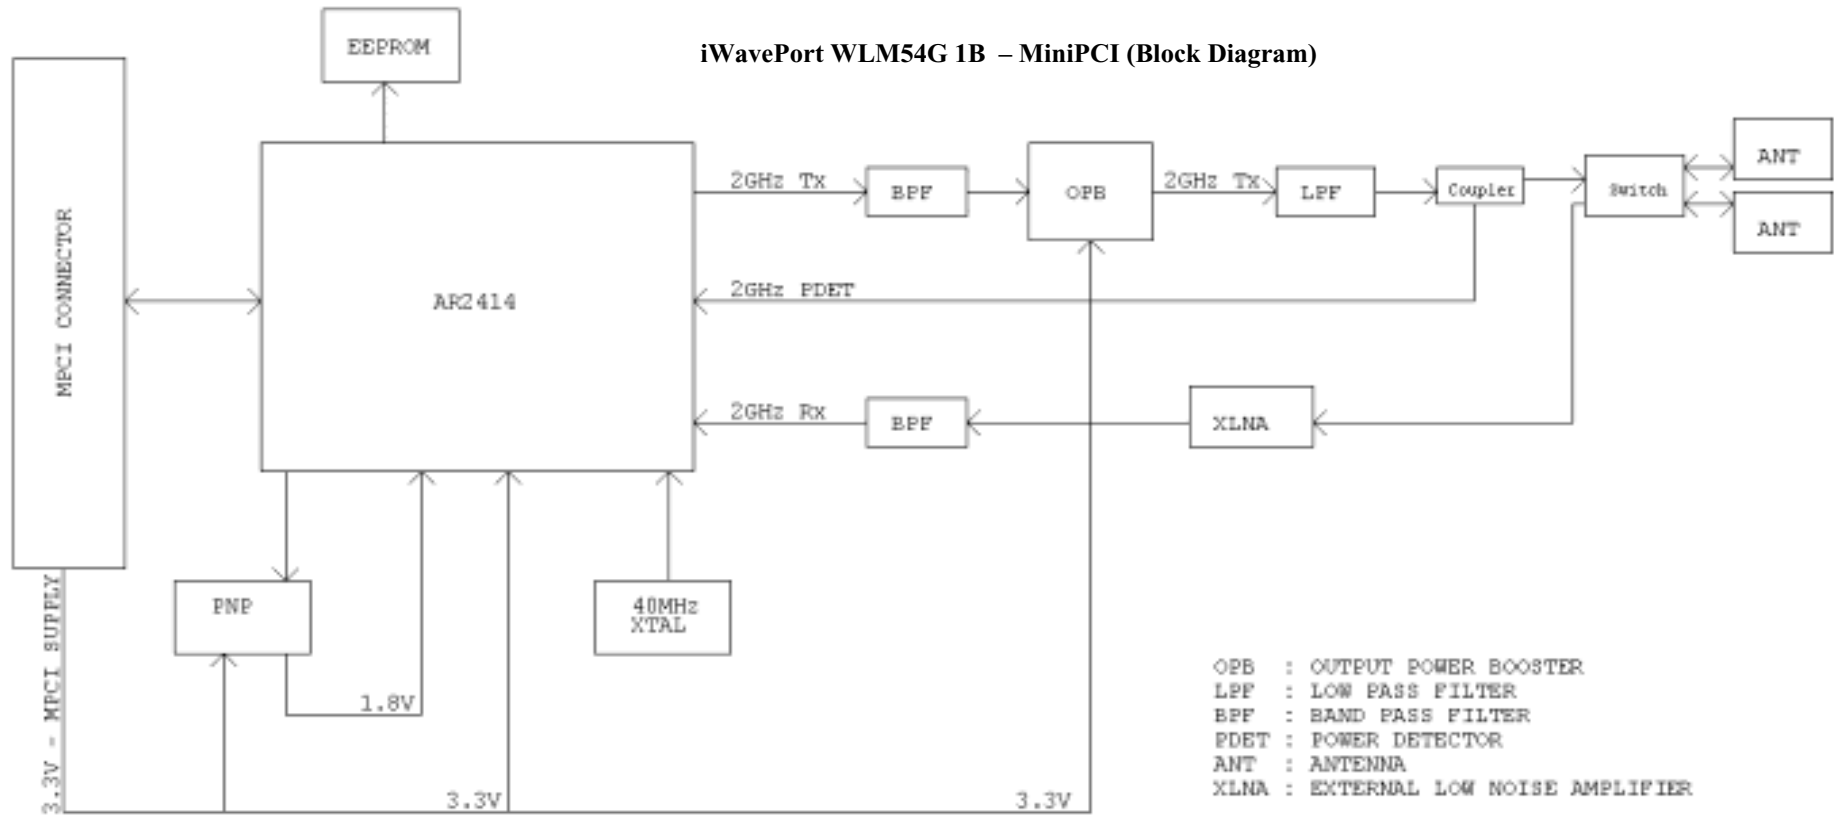 iWavePort WLM54G 1B – MiniPCI (Block Diagram)
EEPROM
MPCI CONNECTOR
AR2414
2GHz Tx
BPF
OPB
2GHz Tx
LPF
Coupler
Switch
ANT
ANT
2GHz PDET
2GHz Rx
BPF
XLNA
PNP
40MHz
XTAL
1.8V
3.3V - MPCI SUPPLY
3.3V
3.3V
OPB : OUTPUT POWER BOOSTER
LPF : LOW PASS FILTER
BPF : BAND PASS FILTER
PDET : POWER DETECTOR
ANT : ANTENNA
XLNA : EXTERNAL LOW NOISE AMPLIFIER